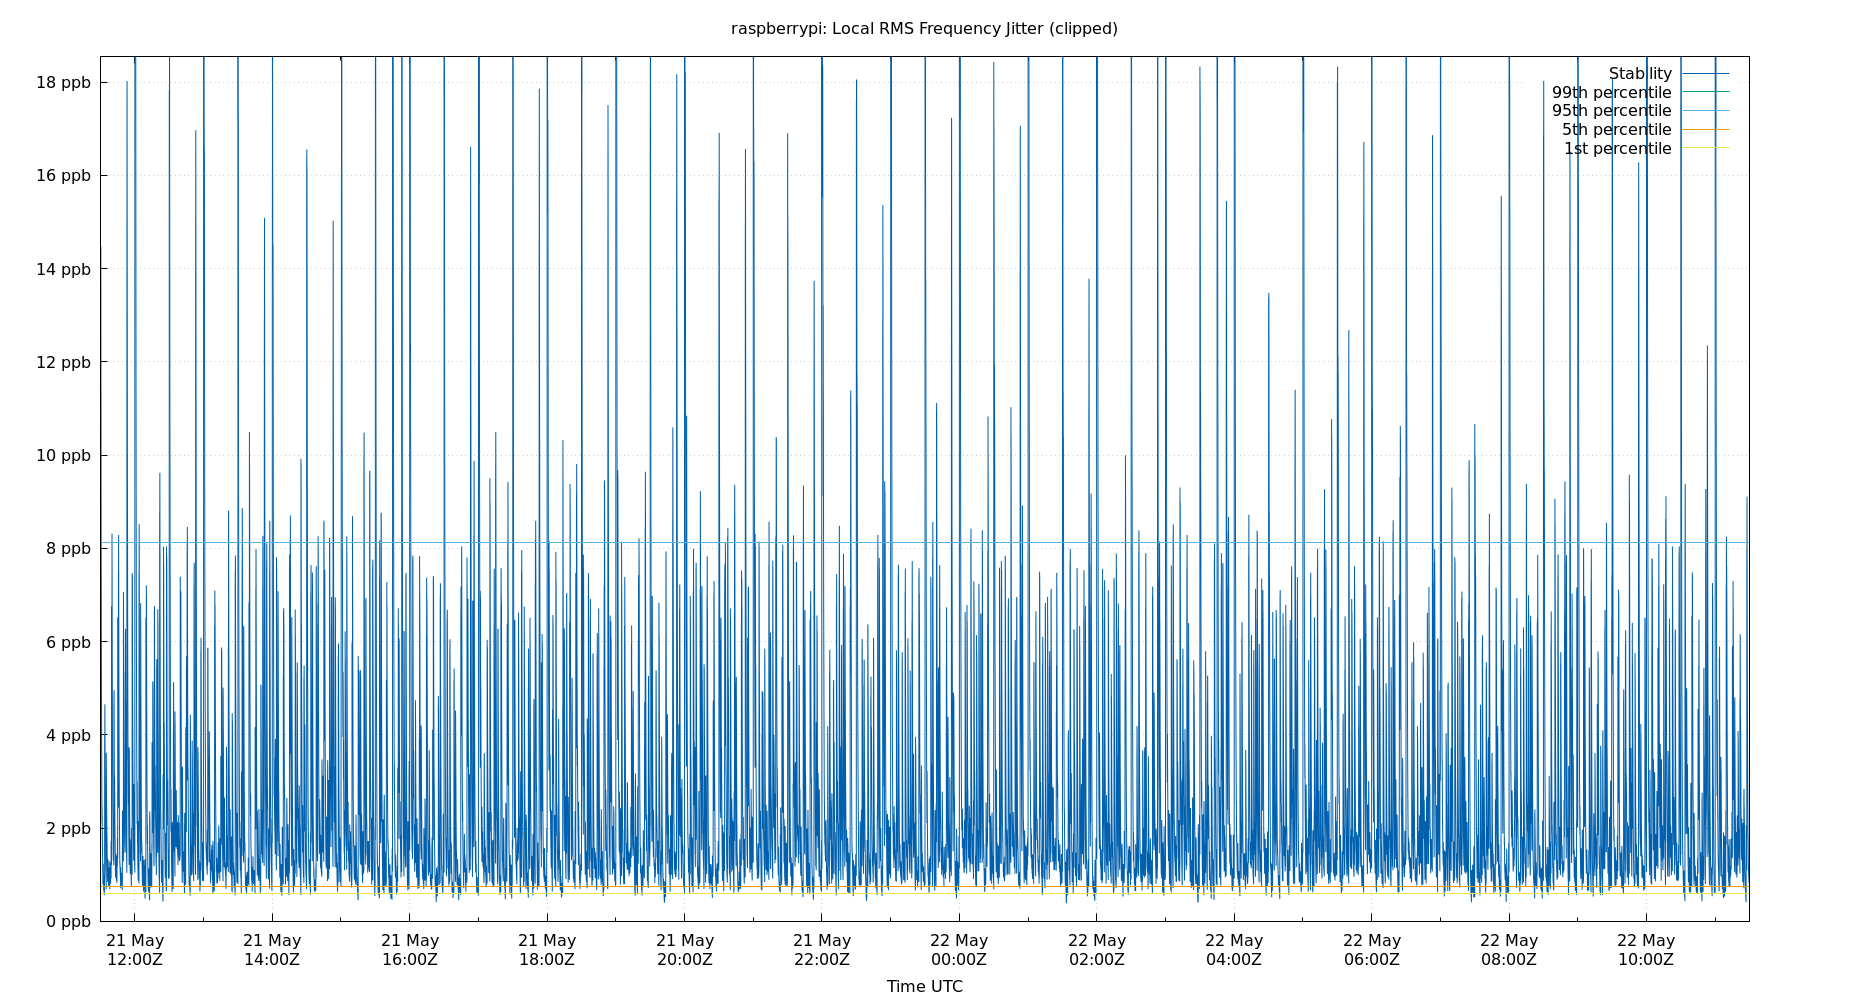 raspberrypi: Local RMS Frequency Jitter (clipped)
Stability
99th percentile
95th percentile
5th percentile
1st percentile
18 ppb
16 ppb
14 ppb
12 ppb
10 ppb
8 ppb
6 ppb
4 ppb
2 ppb
0 ppb
21 May 21 May 21 May 21 May 21 May 21 May 22 May 22 May 22 May 22 May 22 May 22 May
12:00Z 14:00Z 16:00Z 18:00Z 20:00Z 22:00Z 00:00Z 02:00Z 04:00Z 06:00Z 08:00Z 10:00Z
Time UTC